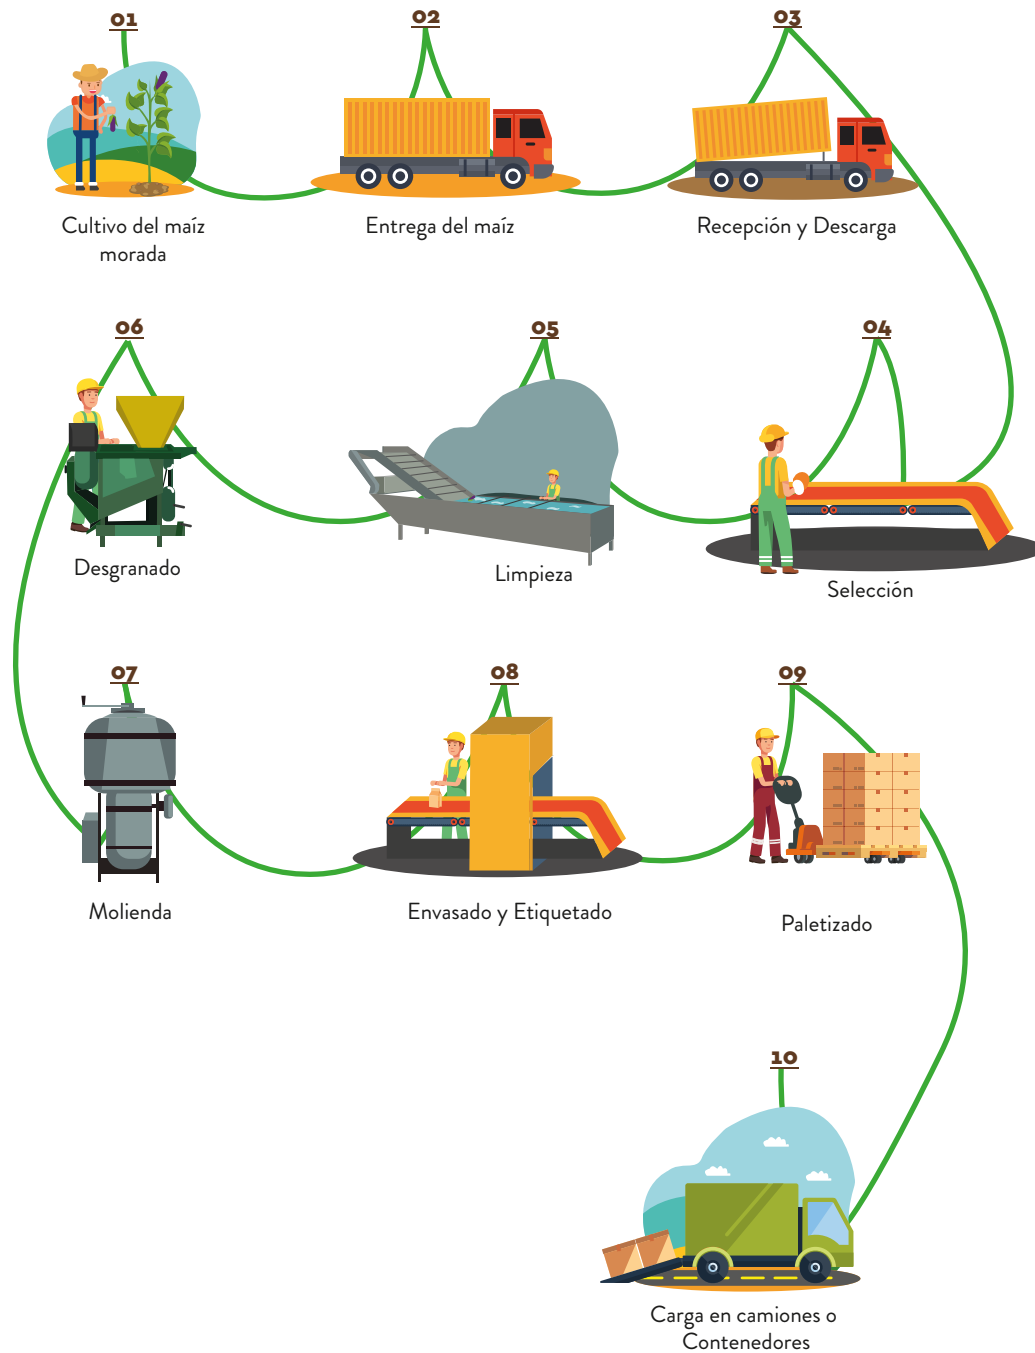 01
02
03
Cultivo del maíz
morada
Entrega del maíz
Recepción y Descarga
04
05
06
Selección
Limpieza
Desgranado
07
08
09
Molienda
Envasado y Etiquetado
Paletizado
10
Carga en camiones o
Contenedores